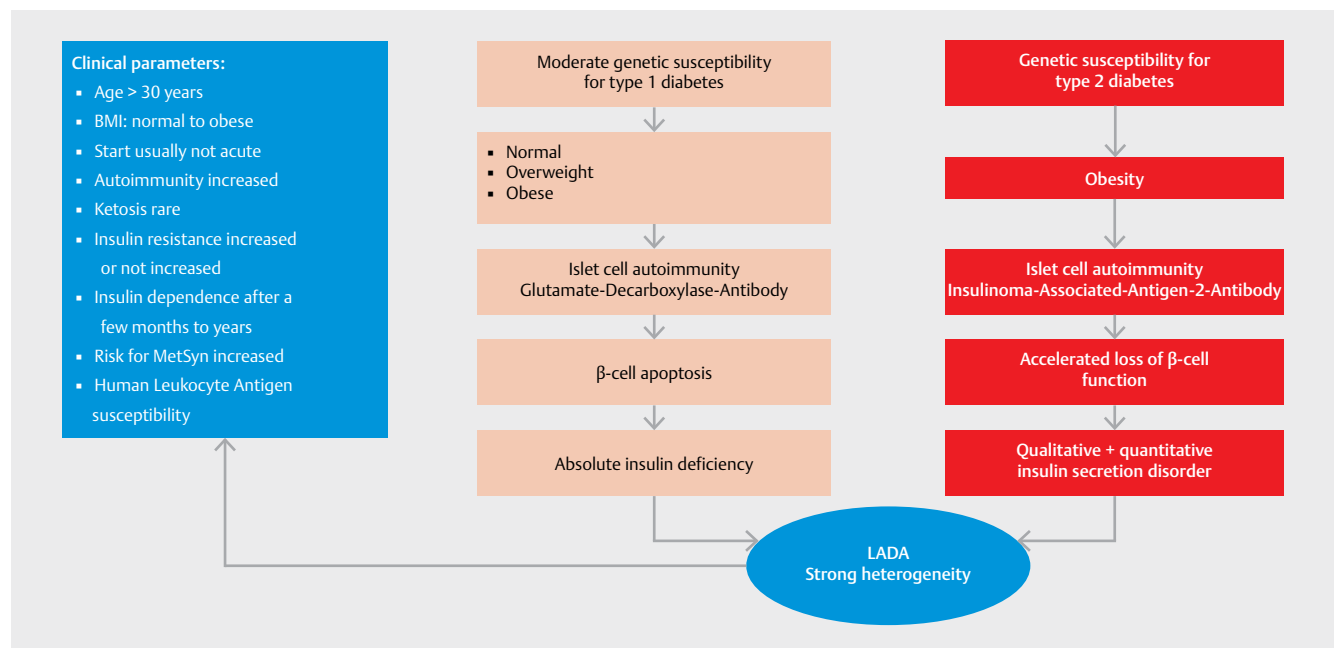 Clinical parameters:
▪ Age > 30 years
▪ BMI: normal to obese
▪ Start usually not acute
▪ Autoimmunity increased
▪ Ketosis rare
▪ Insulin resistance increased
or not increased
▪ Insulin dependence after a
few months to years
▪ Risk for MetSyn increased
▪ Human Leukocyte Antigen
susceptibility
Moderate genetic susceptibility
for type 1 diabetes
▪ Normal
▪ Overweight
▪ Obese
Islet cell autoimmunity
Glutamate-Decarboxylase-Antibody
β-cell apoptosis
Absolute insulin deficiency
Genetic susceptibility for
type 2 diabetes
Obesity
Islet cell autoimmunity
Insulinoma-Associated-Antigen-2-Antibody
Accelerated loss of β-cell
function
Qualitative + quantitative
insulin secretion disorder
LADA
Strong heterogeneity